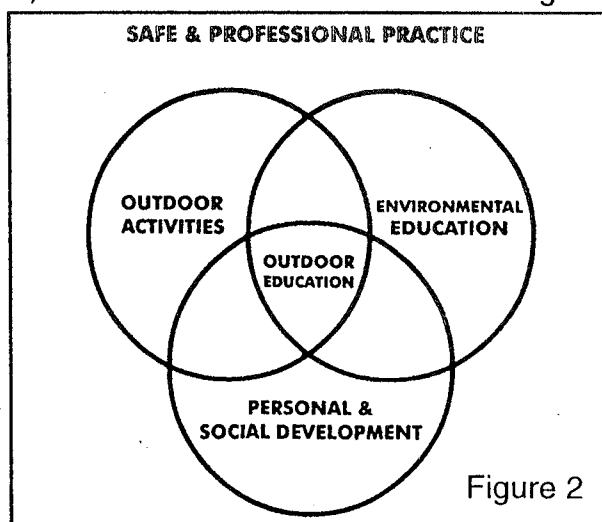 SAFE & PROFESSIONAL PRACTICE
OUTDOOR
ACTIVITIES
ENVIRONMENTAL
EDUCATION
OUTDOOR
EDUCATION
PERSONAL &
SOCIAL DEVELOPMENT
Figure 2